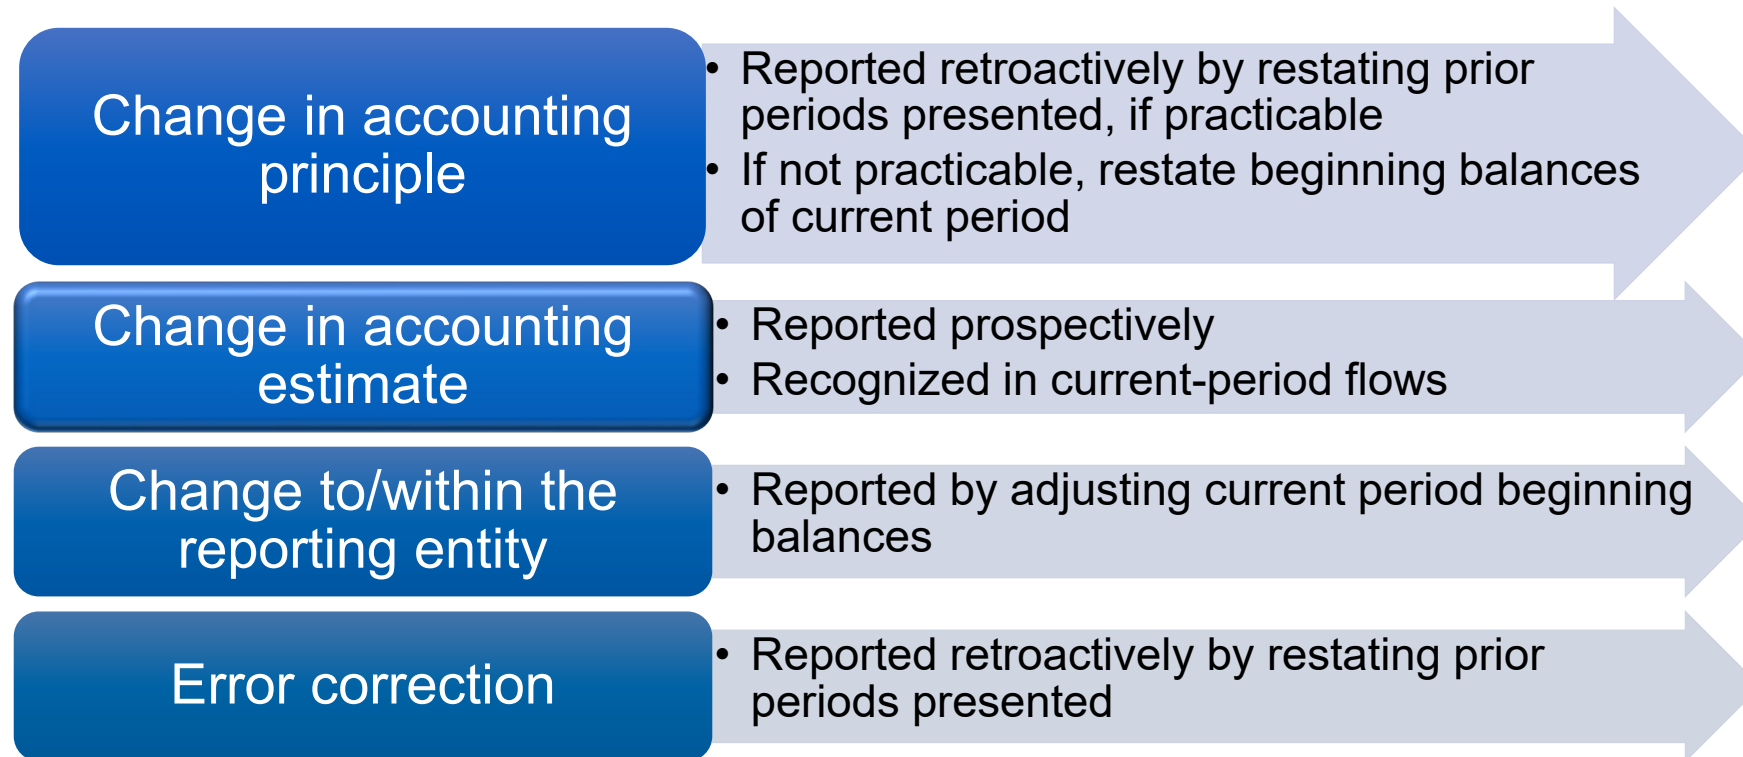 Change in accounting
principle
• Reported retroactively by restating prior
periods presented, if practicable
• If not practicable, restate beginning balances
of current period
Change in accounting
estimate
• Reported prospectively
• Recognized in current-period flows
Change to/within the
reporting entity
• Reported by adjusting current period beginning
balances
Error correction
• Reported retroactively by restating prior
periods presented